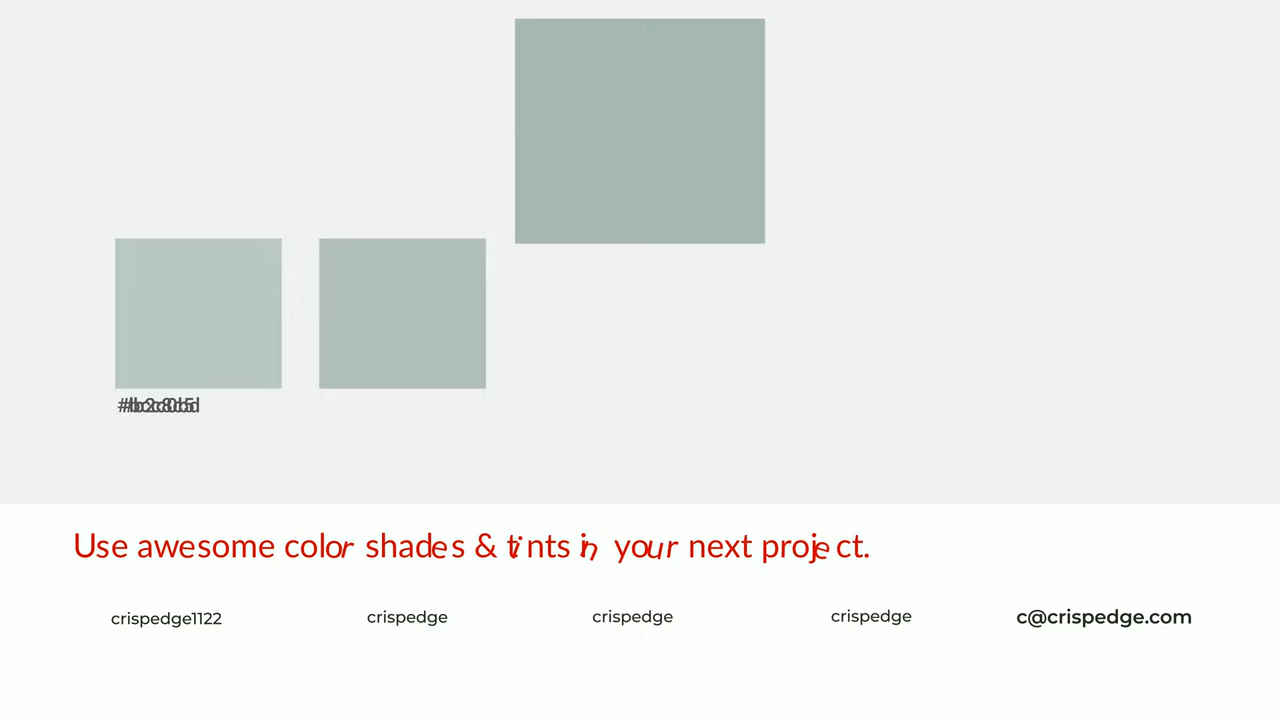 Use awesome color shades & tints in your next project.
crispedge1122 crispedge crispedge crispedge c@crispedge.com